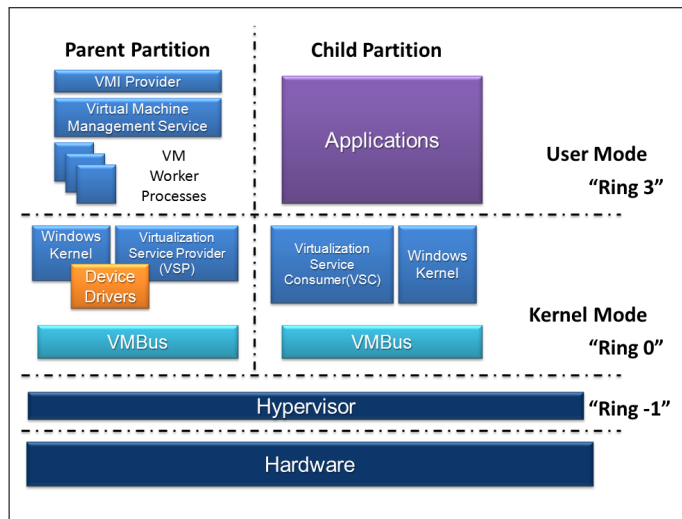 Parent Partition
Child Partition
VMI Provider
Virtual Machine
Management Service
VM
Worker
Processes
Applications
User Mode
“Ring 3”
Windows
Kernel
Virtualization
Service Provider
(VSP)
Device
Drivers
Virtualization
Service
Consumer(VSC)
Windows
Kernel
VMBus
VMBus
Kernel Mode
“Ring 0”
Hypervisor
“Ring -1”
Hardware